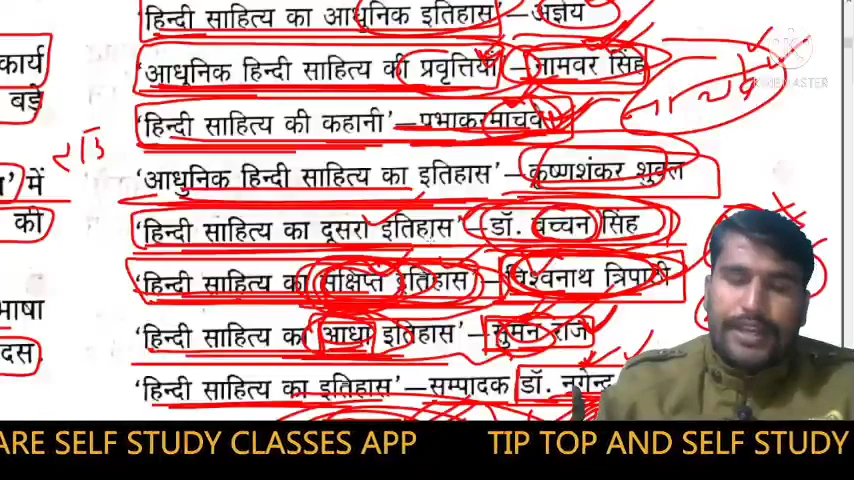 'हिन्दी साहित्य का आधुनिक इतिहास'–अज्ञेय
कार्य
'आधुनिक हिन्दी साहित्य की प्रवृत्तियाँ – नामवर सिंह
बड़े
'हिन्दी साहित्य की कहानी'–प्रभाकर माचवे
' में
'आधुनिक हिन्दी साहित्य का इतिहास'–कृष्णशंकर शुक्ल
की
'हिन्दी साहित्य का दूसरा इतिहास'–डॉ. बच्चन सिंह
'हिन्दी साहित्य का संक्षिप्त इतिहास – विश्वनाथ त्रिपाठी
भाषा
'हिन्दी साहित्य का आधा इतिहास'–सुमन राजे
दस
'हिन्दी साहित्य का इतिहास'–सम्पादक डॉ. नगेन्द्र
ARE SELF STUDY CLASSES APP TIP TOP AND SELF STUDY